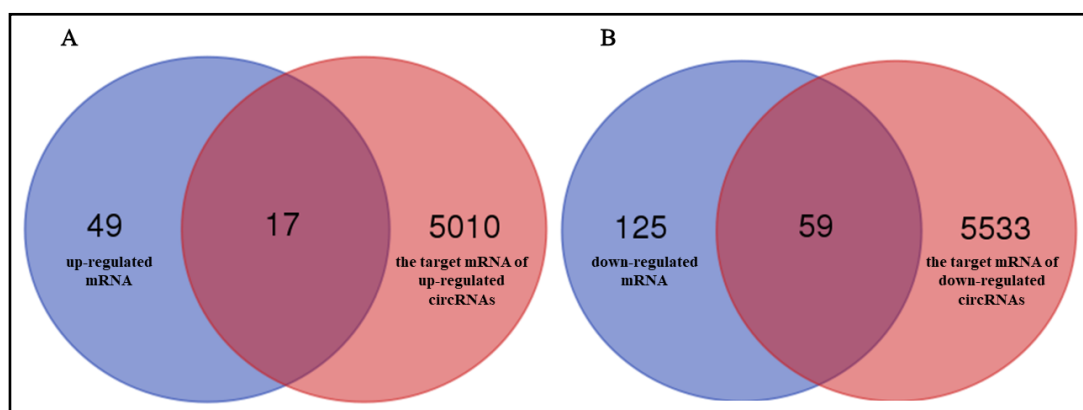 A
B
49
17
5010
up-regulated
mRNA
the target mRNA of
up-regulated
circRNAs
125
59
5533
down-regulated
mRNA
the target mRNA of
down-regulated
circRNAs